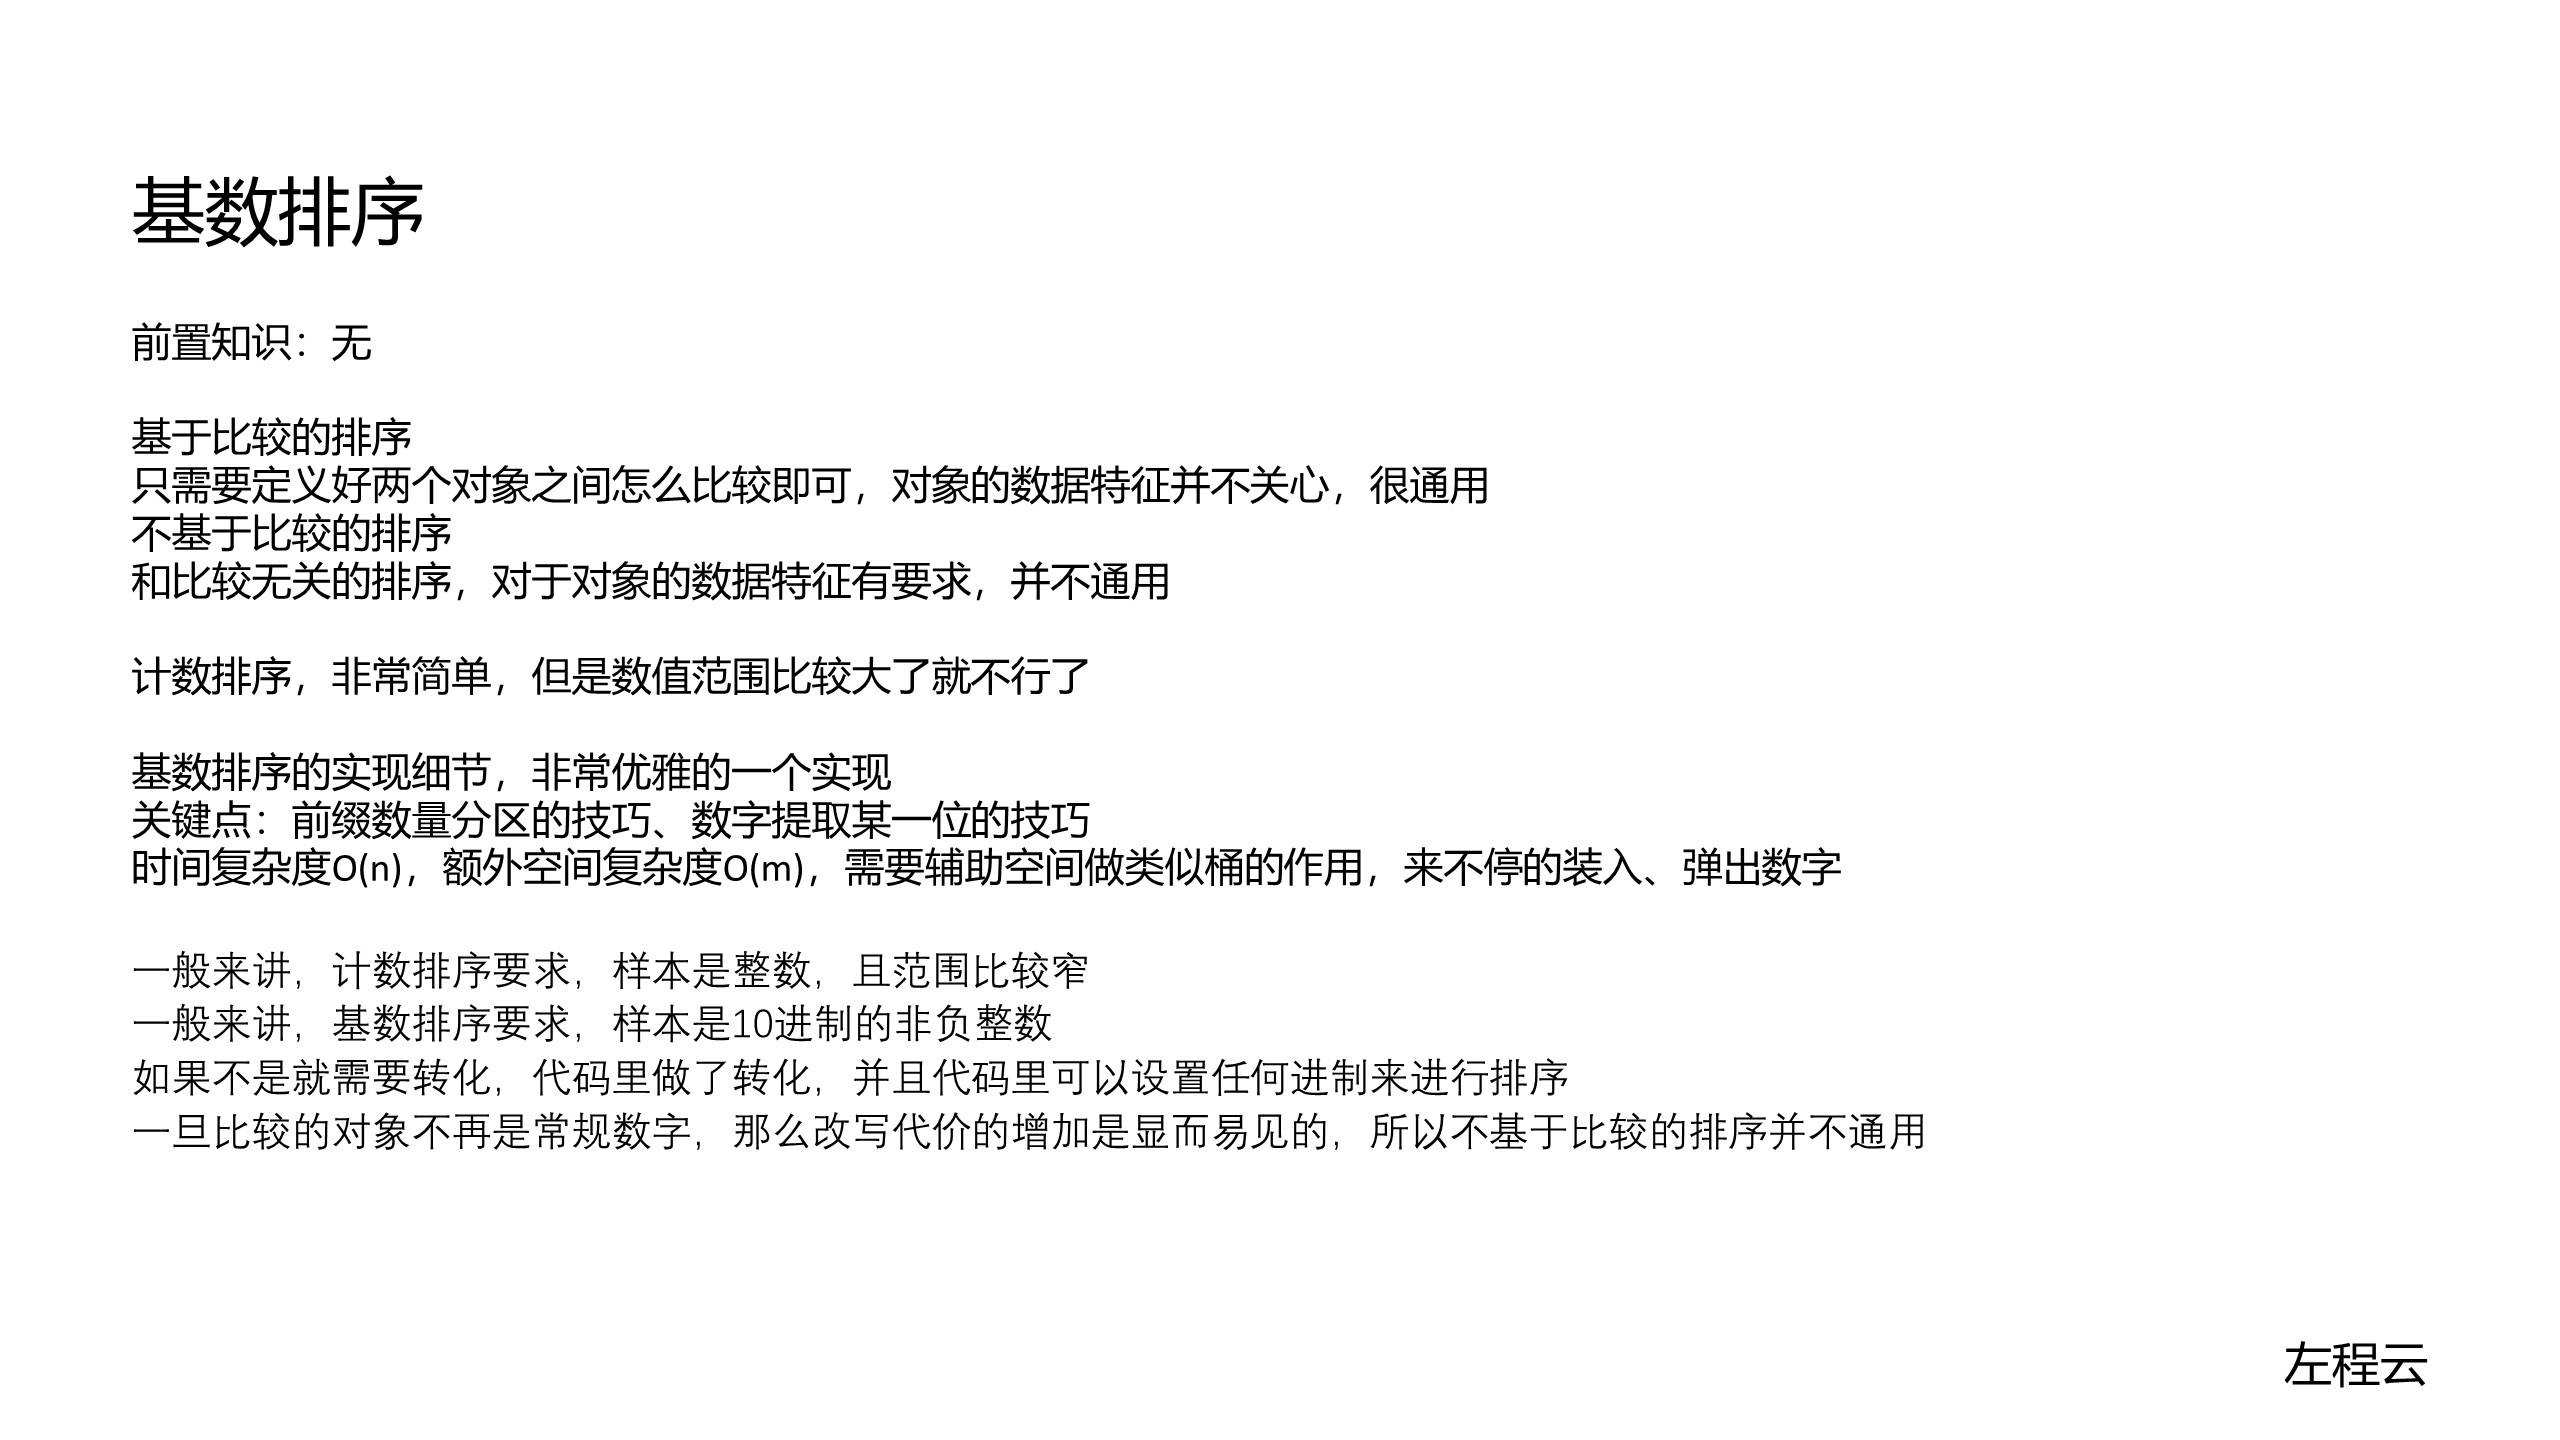 基数排序
前置知识：无
基于比较的排序
只需要定义好两个对象之间怎么比较即可，对象的数据特征并不关心，很通用
不基于比较的排序
和比较无关的排序，对于对象的数据特征有要求，并不通用
计数排序，非常简单，但是数值范围比较大了就不行了
基数排序的实现细节，非常优雅的一个实现
关键点：前缀数量分区的技巧、数字提取某一位的技巧
时间复杂度O(n)，额外空间复杂度O(m)，需要辅助空间做类似桶的作用，来不停的装入、弹出数字
一般来讲，计数排序要求，样本是整数，且范围比较窄
一般来讲，基数排序要求，样本是10进制的非负整数
如果不是就需要转化，代码里做了转化，并且代码里可以设置任何进制来进行排序
一旦比较的对象不再是常规数字，那么改写代价的增加是显而易见的，所以不基于比较的排序并不通用
左程云